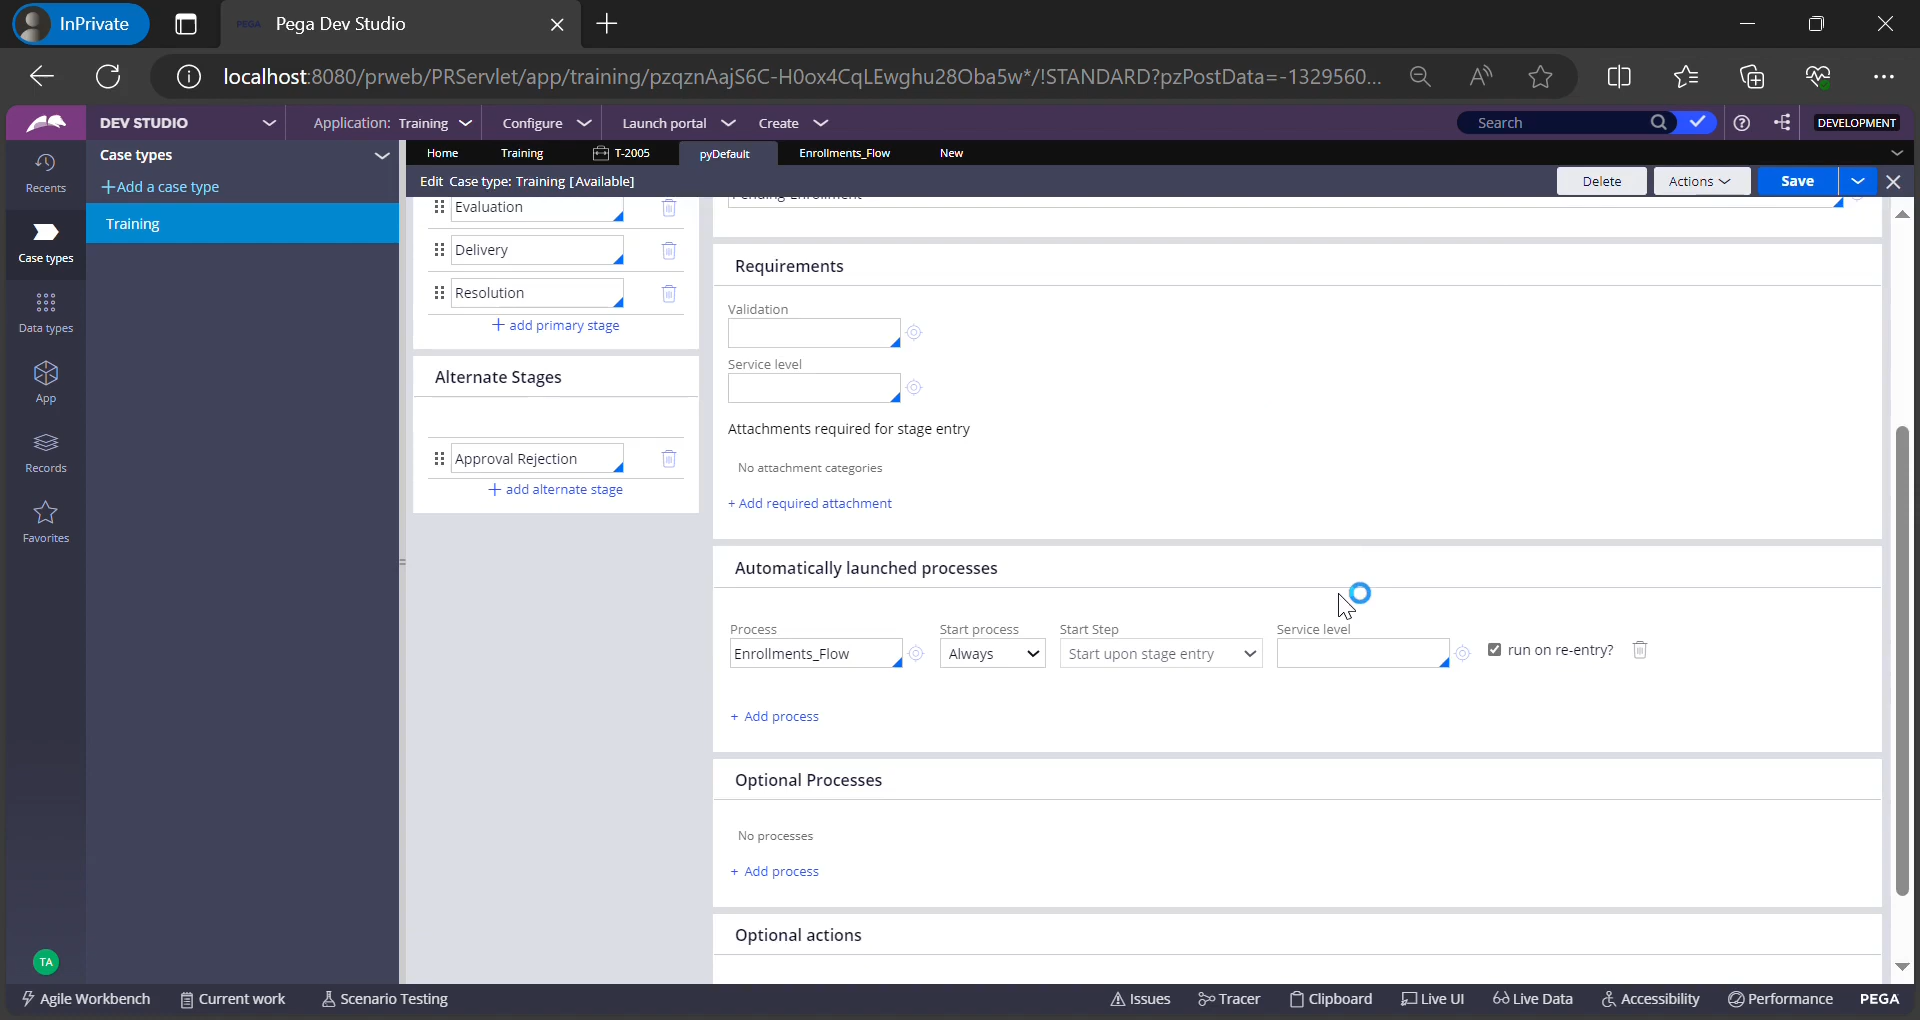 InPrivate
PEGA Pega Dev Studio
localhost:8080/prweb/PRServlet/app/training/pzqznAajS6C-H0ox4CqLEwghu28Oba5w*/!STANDARD?pzPostData=-1329560...
DEV STUDIO Application: Training Configure Launch portal Create Search DEVELOPMENT
Case types
+Add a case type
Training
Recents
Case types
Data types
App
Records
Favorites
TA
Home Training T-2005 pyDefault Enrollments_Flow New
Edit Case type: Training [Available] Delete Actions Save
Evaluation
Delivery
Resolution
+ add primary stage
Alternate Stages
Approval Rejection
+ add alternate stage
Pending-Enrollment
Requirements
Validation
Service level
Attachments required for stage entry
No attachment categories
+ Add required attachment
Automatically launched processes
Process Start process Start Step Service level
Enrollments_Flow Always Start upon stage entry run on re-entry?
+ Add process
Optional Processes
No processes
+ Add process
Optional actions
Agile Workbench Current work Scenario Testing Issues Tracer Clipboard Live UI Live Data Accessibility Performance PEGA